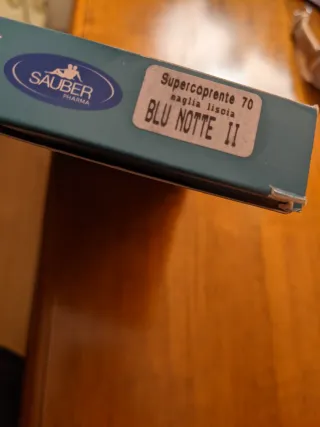 SAUBER
PHARMA
Supercoprente 70
maglia liscia
BLU NOTTE II